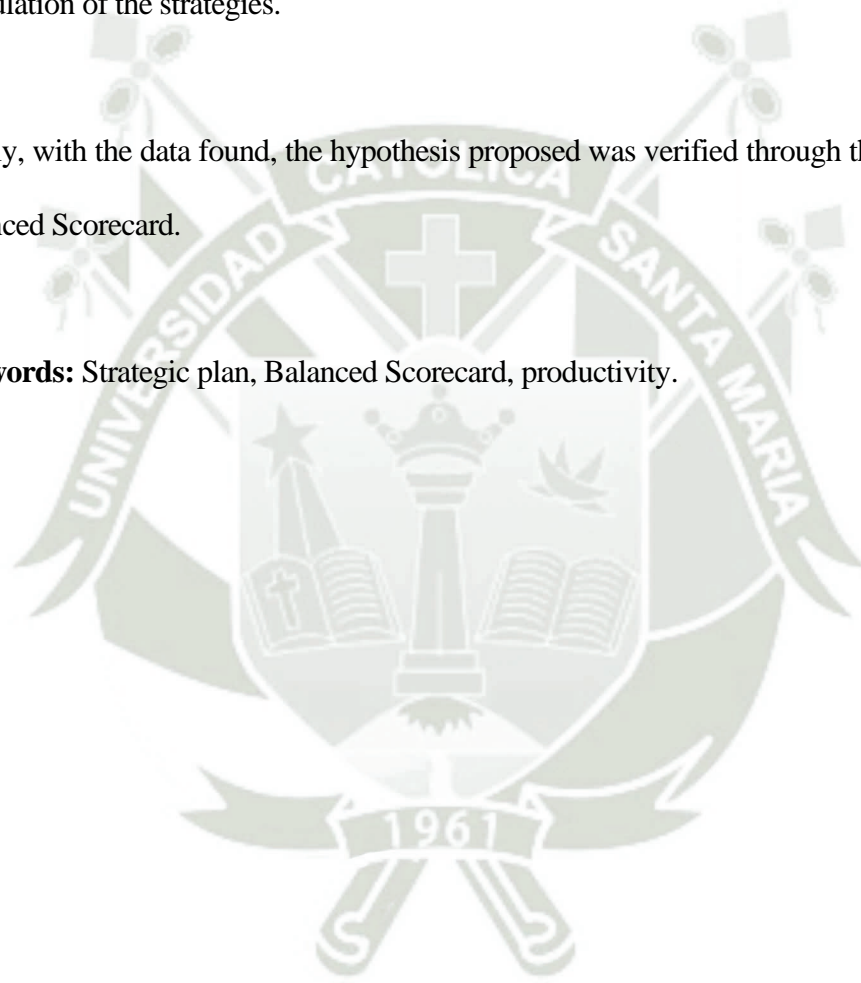 ulation of the strategies.
y, with the data found, the hypothesis proposed was verified through th
nced Scorecard.
words: Strategic plan, Balanced Scorecard, productivity.
UNIVERSIDAD CATOLICA SANTA MARIA
1961